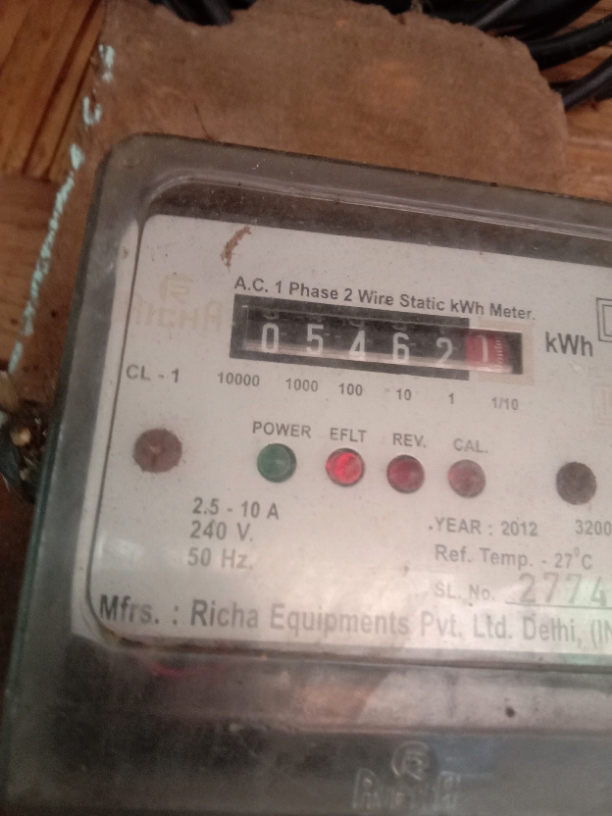 A.C. 1 Phase 2 Wire Static kWh Meter.
0 5 4 6 2 1 kWh
CL - 1 10000 1000 100 10 1 1/10
POWER EFLT REV. CAL.
2.5 - 10 A
240 V.
50 Hz.
YEAR : 2012 3200
Ref. Temp. - 27°C
SL. No. 2774
Mfrs. : Richa Equipments Pvt. Ltd. Delhi, (IN